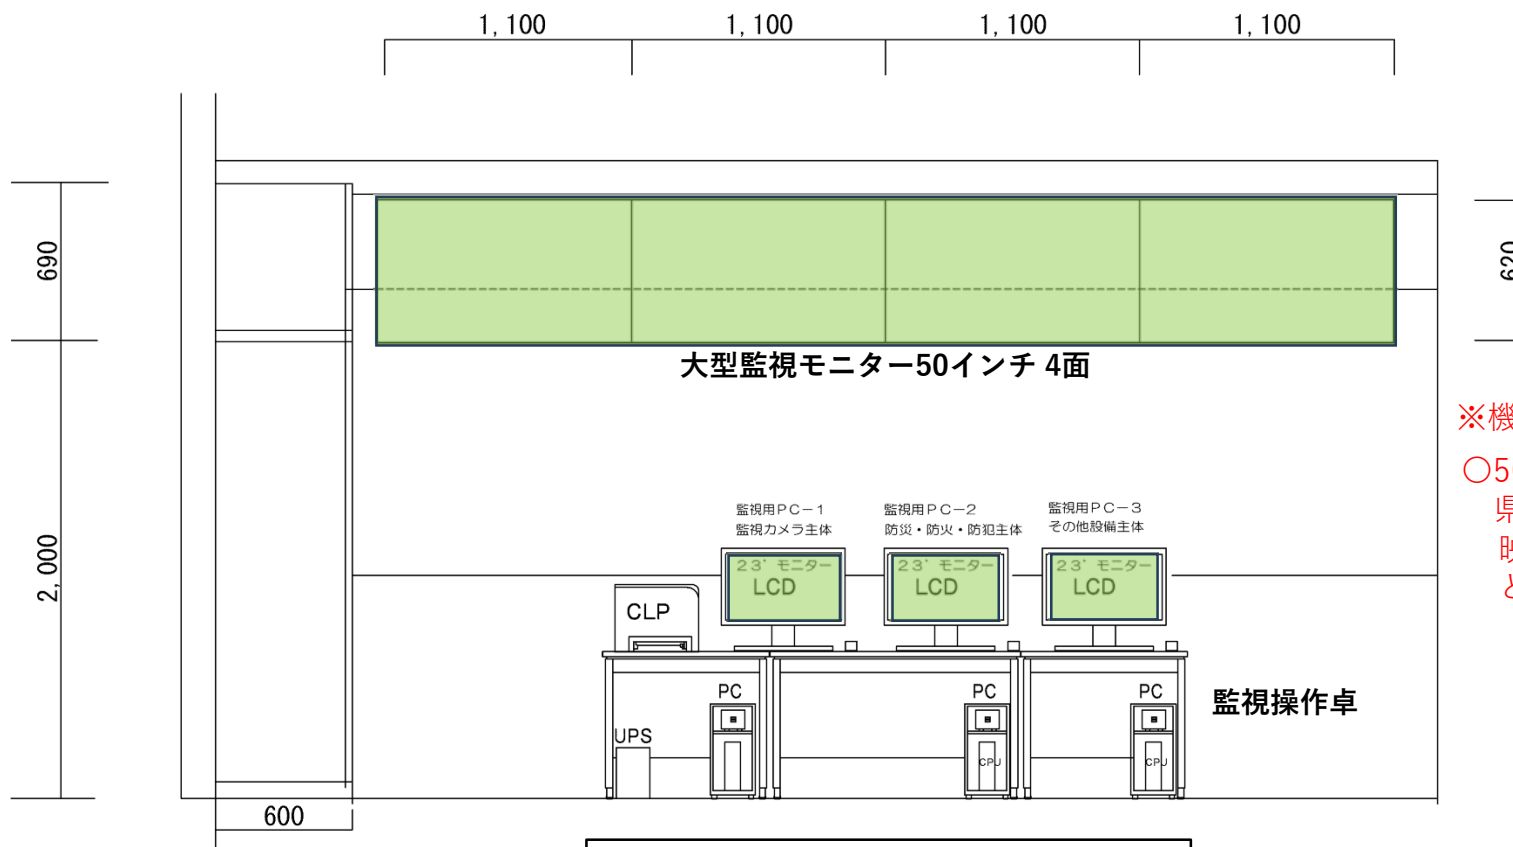 1,100 1,100 1,100 1,100
690
620
大型監視モニター50インチ 4面
※機
○5
県
映
と
2,000
監視用PC-1
監視カメラ主体
監視用PC-2
防災・防火・防犯主体
監視用PC-3
その他設備主体
23" モニター
LCD
23" モニター
LCD
23" モニター
LCD
CLP
PC
UPS
PC
CPU
PC
CPU
監視操作卓
600